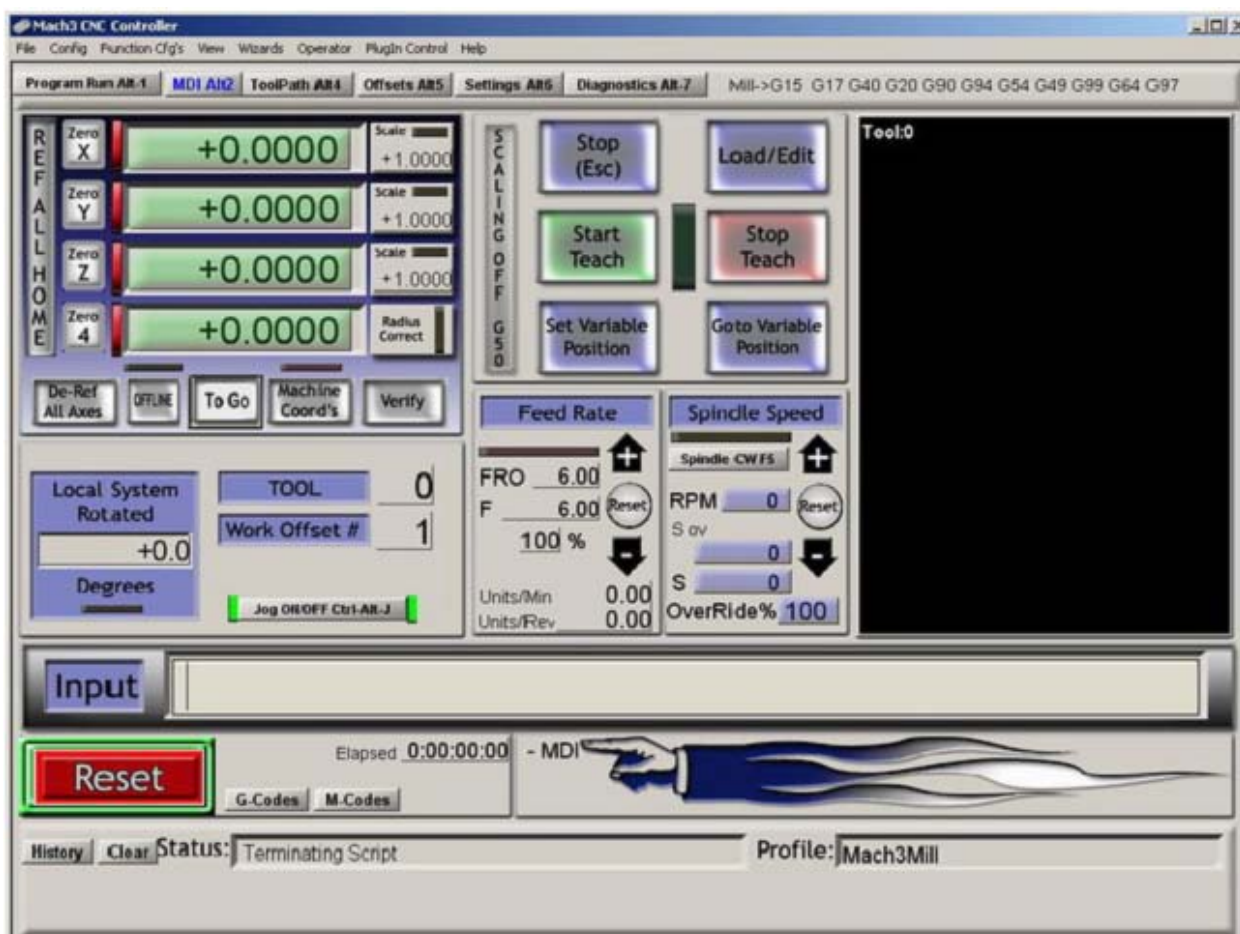 Mach3 CNC Controller
File Config Function Cfg's View Wizards Operator PlugIn Control Help
Program Run Alt-1 MDI Alt2 ToolPath Alt4 Offsets Alt5 Settings Alt6 Diagnostics Alt-7 Mill->G15 G17 G40 G20 G90 G94 G54 G49 G99 G64 G97
REF ALL HOME
Zero X +0.0000 Scale +1.0000
Zero Y +0.0000 Scale +1.0000
Zero Z +0.0000 Scale +1.0000
Zero 4 +0.0000 Radius Correct
De-Ref All Axes OFFLINE To Go Machine Coord's Verify
SCALING OFF G50
Stop (Esc) Load/Edit
Start Teach Stop Teach
Set Variable Position Goto Variable Position
Tool:0
Local System Rotated
+0.0
Degrees
TOOL 0
Work Offset # 1
Jog ON/OFF Ctrl-Alt-J
Feed Rate
FRO 6.00
F 6.00 Reset
100 %
Units/Min 0.00
Units/Rev 0.00
Spindle Speed
Spindle CW F5
RPM 0 Reset
S ov
0
S 0
OverRide% 100
Input
Reset
Elapsed 0:00:00:00
G-Codes M-Codes
- MDI
History Clear Status: Terminating Script Profile: Mach3Mill